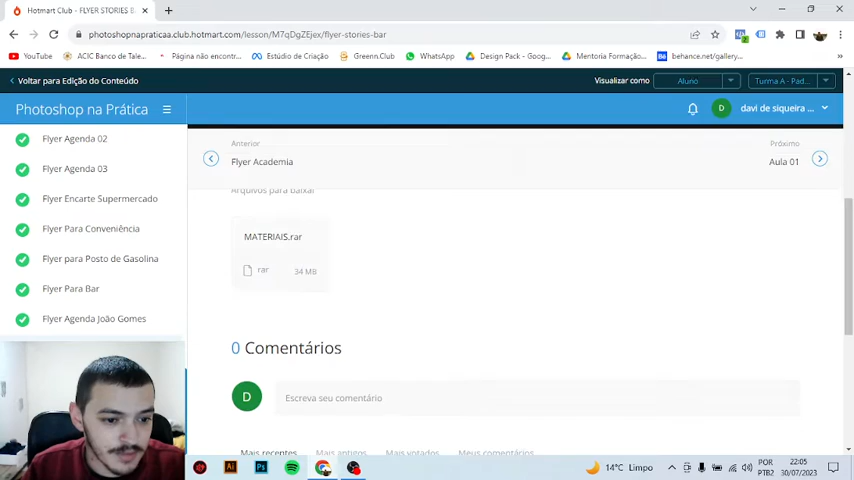 Hotmart Club - FLYER STORIES B
photoshopnapraticaa.club.hotmart.com/lesson/M7qDgZEjex/flyer-stories-bar
YouTube
ACIC Banco de Tale...
Página não encontr...
Estúdio de Criação
Greenn.Club
WhatsApp
Design Pack - Goog...
Mentoria Formação...
behance.net/gallery...
Voltar para Edição do Conteúdo
Visualizar como
Aluno
Turma A - Pad...
Photoshop na Prática
D
davi de siqueira ...
Flyer Agenda 02
Flyer Agenda 03
Flyer Encarte Supermercado
Flyer Para Conveniência
Flyer para Posto de Gasolina
Flyer Para Bar
Flyer Agenda João Gomes
Anterior
Flyer Academia
Próximo
Aula 01
Arquivos para baixar
MATERIAIS.rar
rar
34 MB
0 Comentários
D
Escreva seu comentário
Mais recentes
Mais antigos
Mais votados
Meus comentários
Ai
Ps
14°C Limpo
POR
PTB2
22:05
30/07/2023